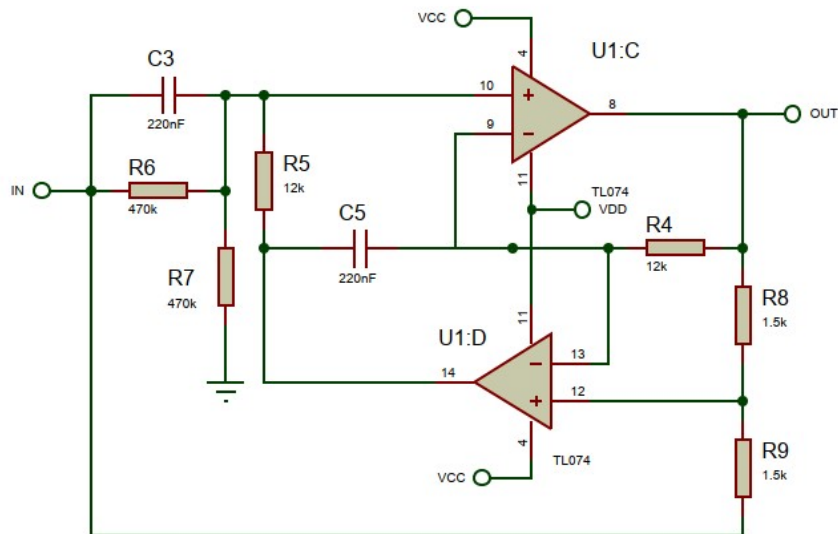 VCC
U1:C
C3
4
10
+
8
OUT
220nF
9
−
R6
R5
11
TL074
IN
470k
12k
C5
VDD
R4
R7
220nF
12k
470k
11
R8
U1:D
1.5k
13
−
14
12
+
4
R9
TL074
1.5k
VCC